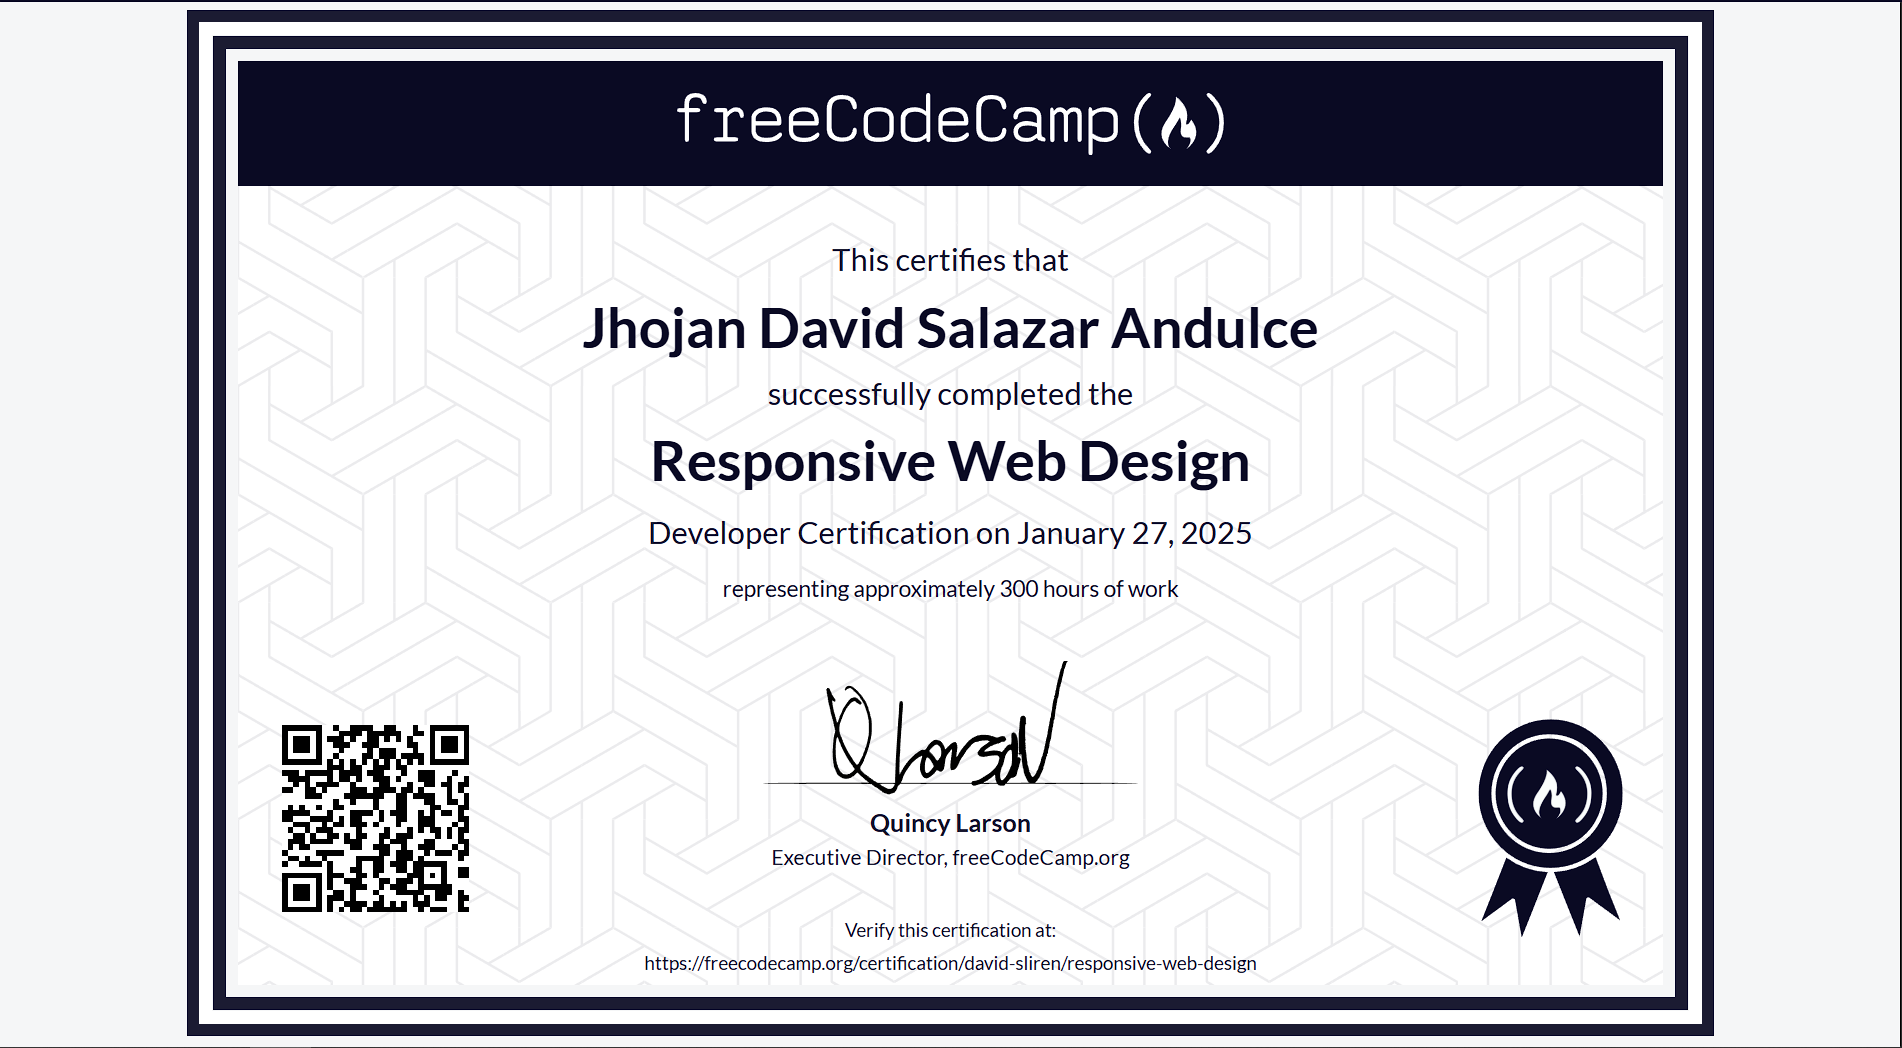 freeCodeCamp
This certifies that
Jhojan David Salazar Andulce
successfully completed the
Responsive Web Design
Developer Certification on January 27, 2025
representing approximately 300 hours of work
Q Larson
Quincy Larson
Executive Director, freeCodeCamp.org
Verify this certification at:
https://freecodecamp.org/certification/david-sliren/responsive-web-design